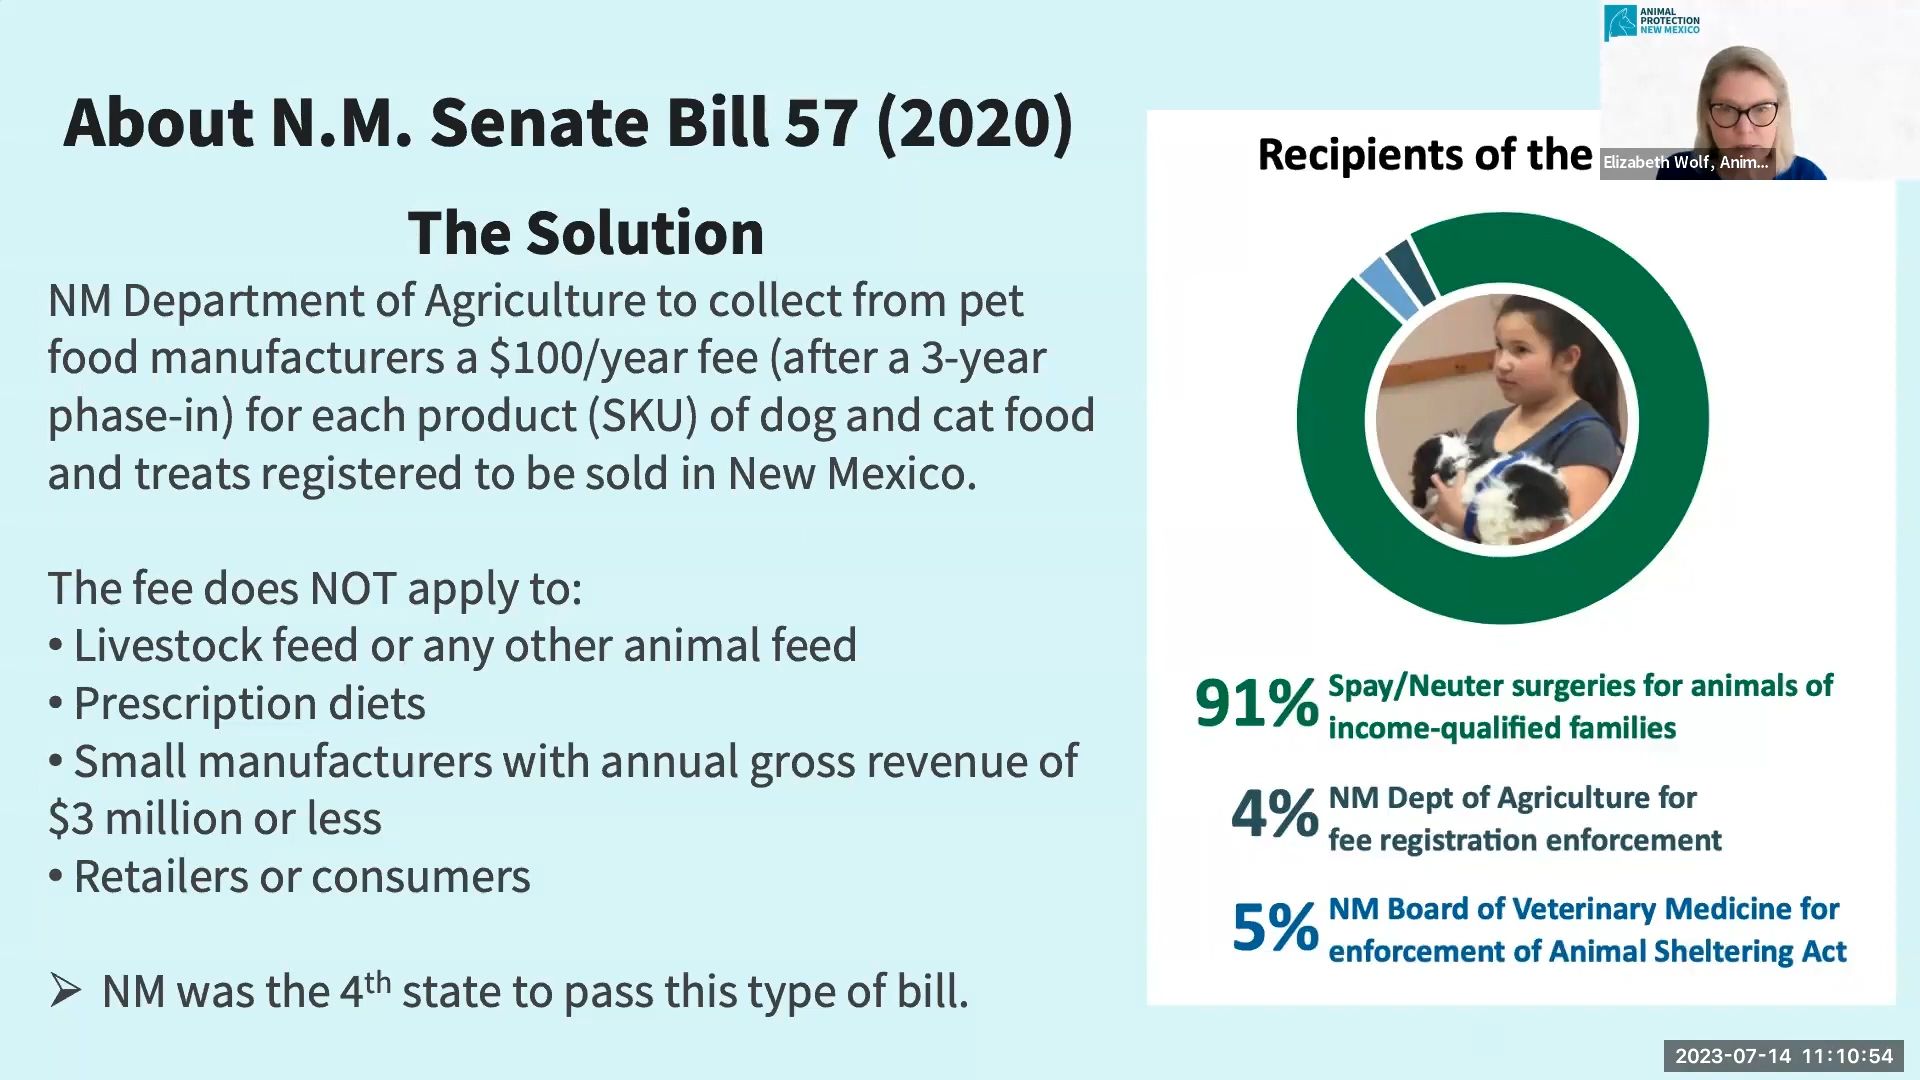 About N.M. Senate Bill 57 (2020)
The Solution
NM Department of Agriculture to collect from pet
food manufacturers a $100/year fee (after a 3-year
phase-in) for each product (SKU) of dog and cat food
and treats registered to be sold in New Mexico.
The fee does NOT apply to:
• Livestock feed or any other animal feed
• Prescription diets
• Small manufacturers with annual gross revenue of
$3 million or less
• Retailers or consumers
➢ NM was the 4th state to pass this type of bill.
ANIMAL
PROTECTION
NEW MEXICO
Elizabeth Wolf, Anim...
Recipients of the
91% Spay/Neuter surgeries for animals of
income-qualified families
4% NM Dept of Agriculture for
fee registration enforcement
5% NM Board of Veterinary Medicine for
enforcement of Animal Sheltering Act
2023-07-14 11:10:54